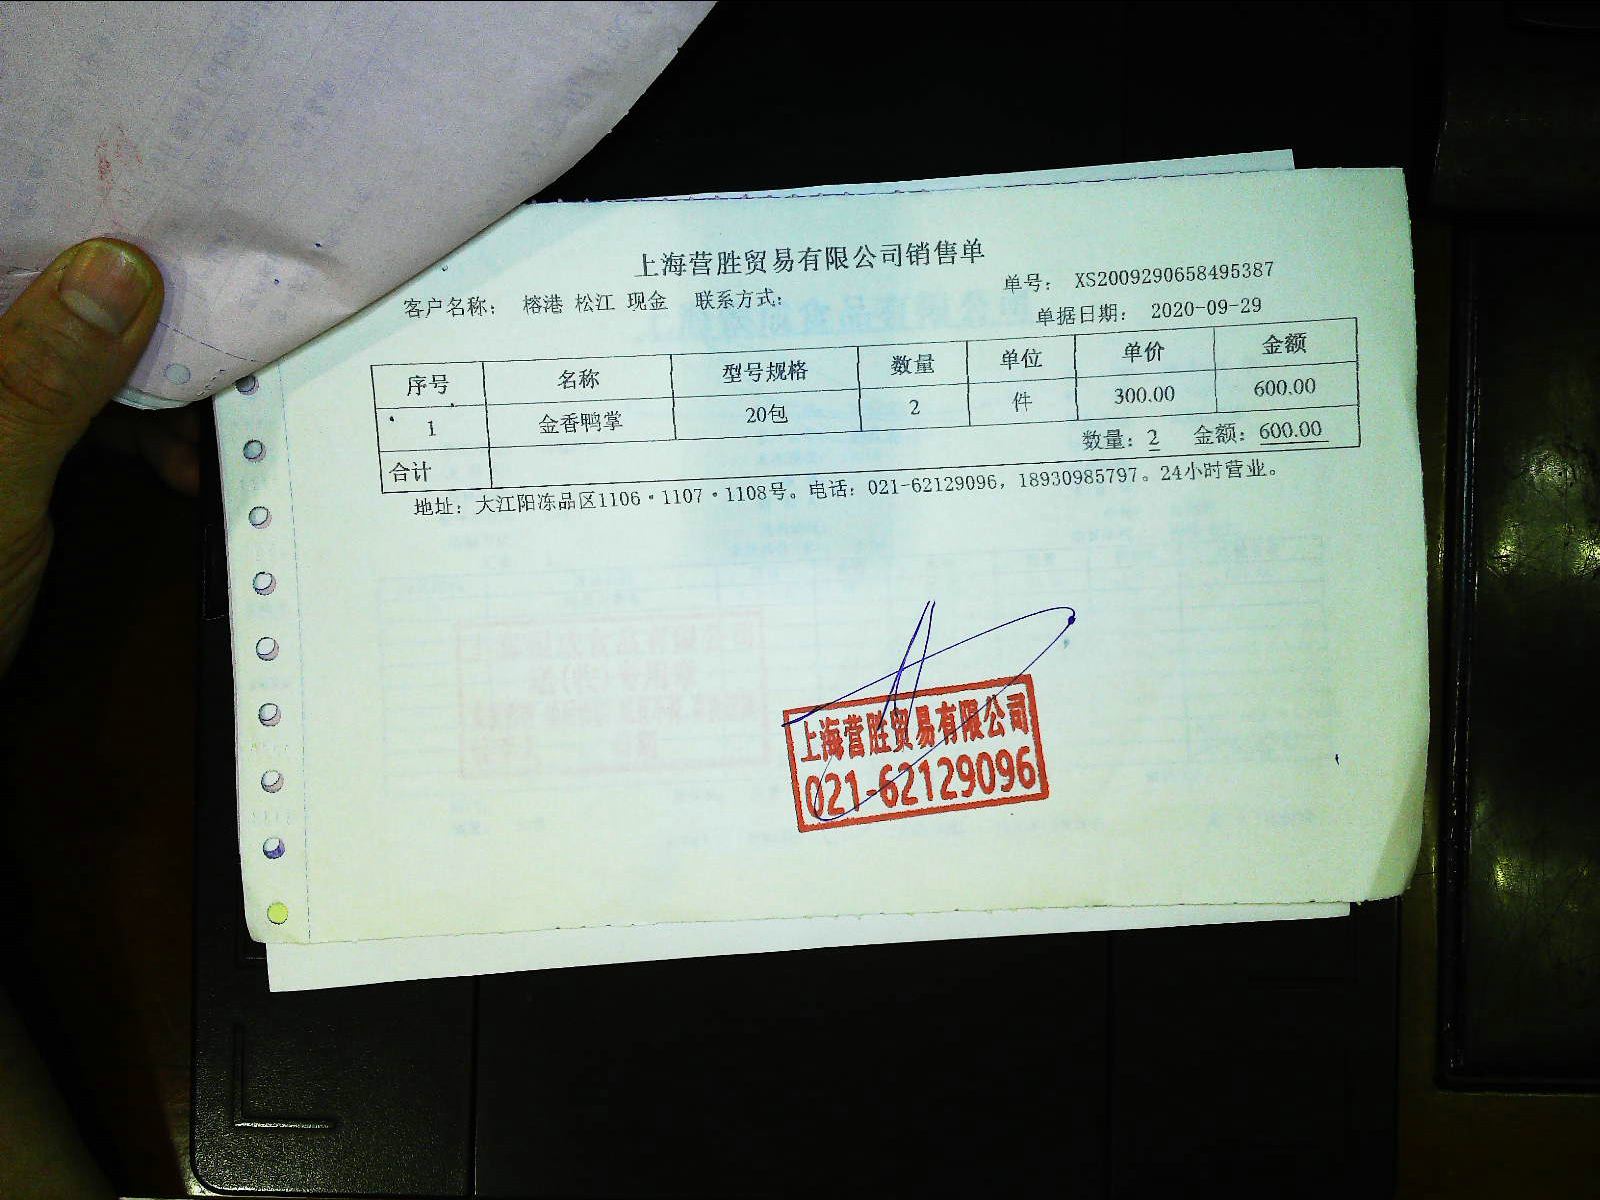 上海营胜贸易有限公司销售单
客户名称： 榕港 松江 现金 联系方式： 单号： XS2009290658495387
单据日期： 2020-09-29
序号 名称 型号规格 数量 单位 单价 金额
1 金香鸭掌 20包 2 件 300.00 600.00
合计 数量：2 金额：600.00
地址：大江阳冻品区1106·1107·1108号。电话：021-62129096，18930985797。24小时营业。
上海营胜贸易有限公司
021-62129096